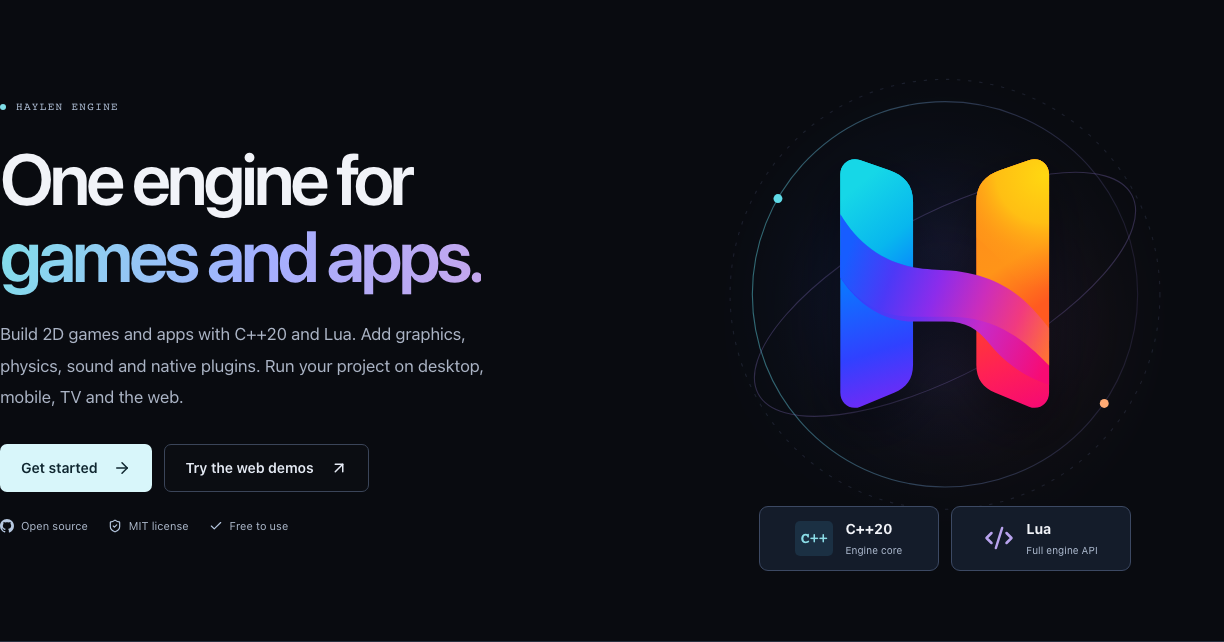 HAYLEN ENGINE
One engine for
games and apps.
Build 2D games and apps with C++20 and Lua. Add graphics,
physics, sound and native plugins. Run your project on desktop,
mobile, TV and the web.
Get started
Try the web demos
Open source
MIT license
Free to use
C++
C++20
Engine core
</>
Lua
Full engine API